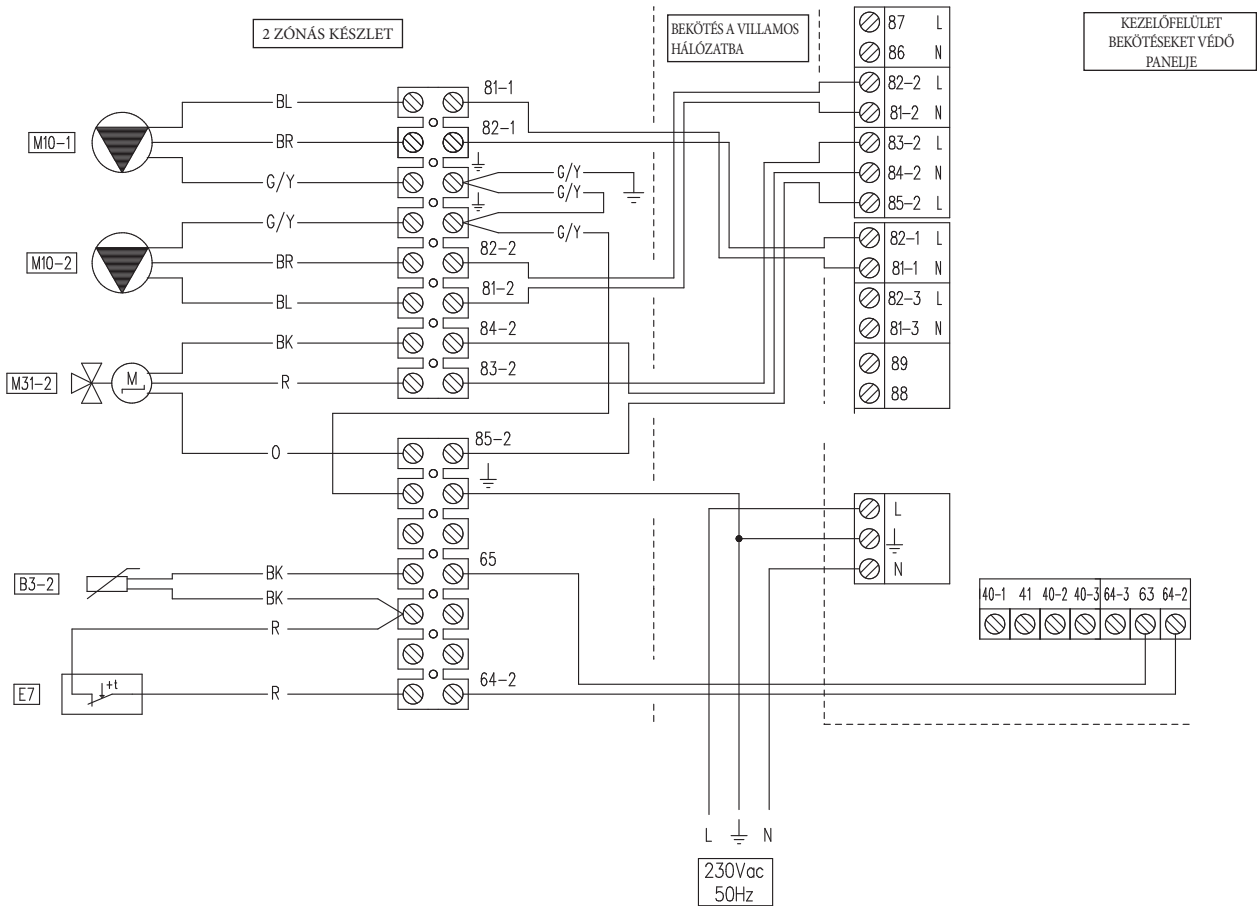 2 ZÓNÁS KÉSZLET
BEKÖTÉS A VILLAMOS
HÁLÓZATBA
KEZELŐFELÜLET
BEKÖTÉSEKET VÉDŐ
PANELJE
87 L
86 N
82-2 L
81-2 N
83-2 L
84-2 N
85-2 L
82-1 L
81-1 N
82-3 L
81-3 N
89
88
M10-1
BL
BR
G/Y
81-1
82-1
G/Y
G/Y
G/Y
M10-2
G/Y
BR
BL
82-2
81-2
M31-2
M
BK
R
O
84-2
83-2
85-2
L
N
B3-2
BK
BK
R
65
E7
+t
R
64-2
40-1 41 40-2 40-3 64-3 63 64-2
L N
230Vac
50Hz